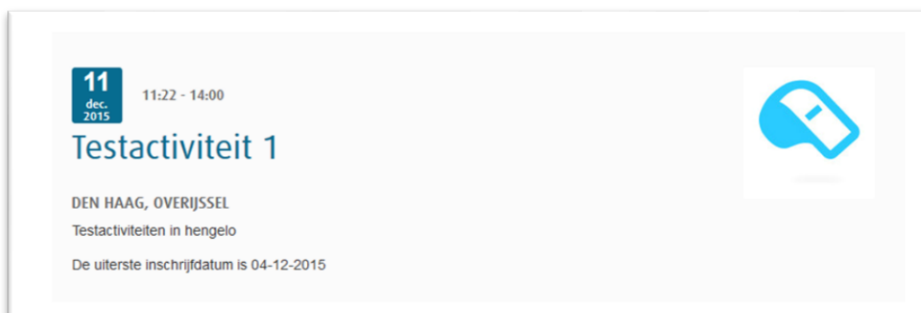 11
dec.
2015
11:22 - 14:00
Testactiviteit 1
DEN HAAG, OVERIJSSEL
Testactiviteiten in hengelo
De uiterste inschrijfdatum is 04-12-2015